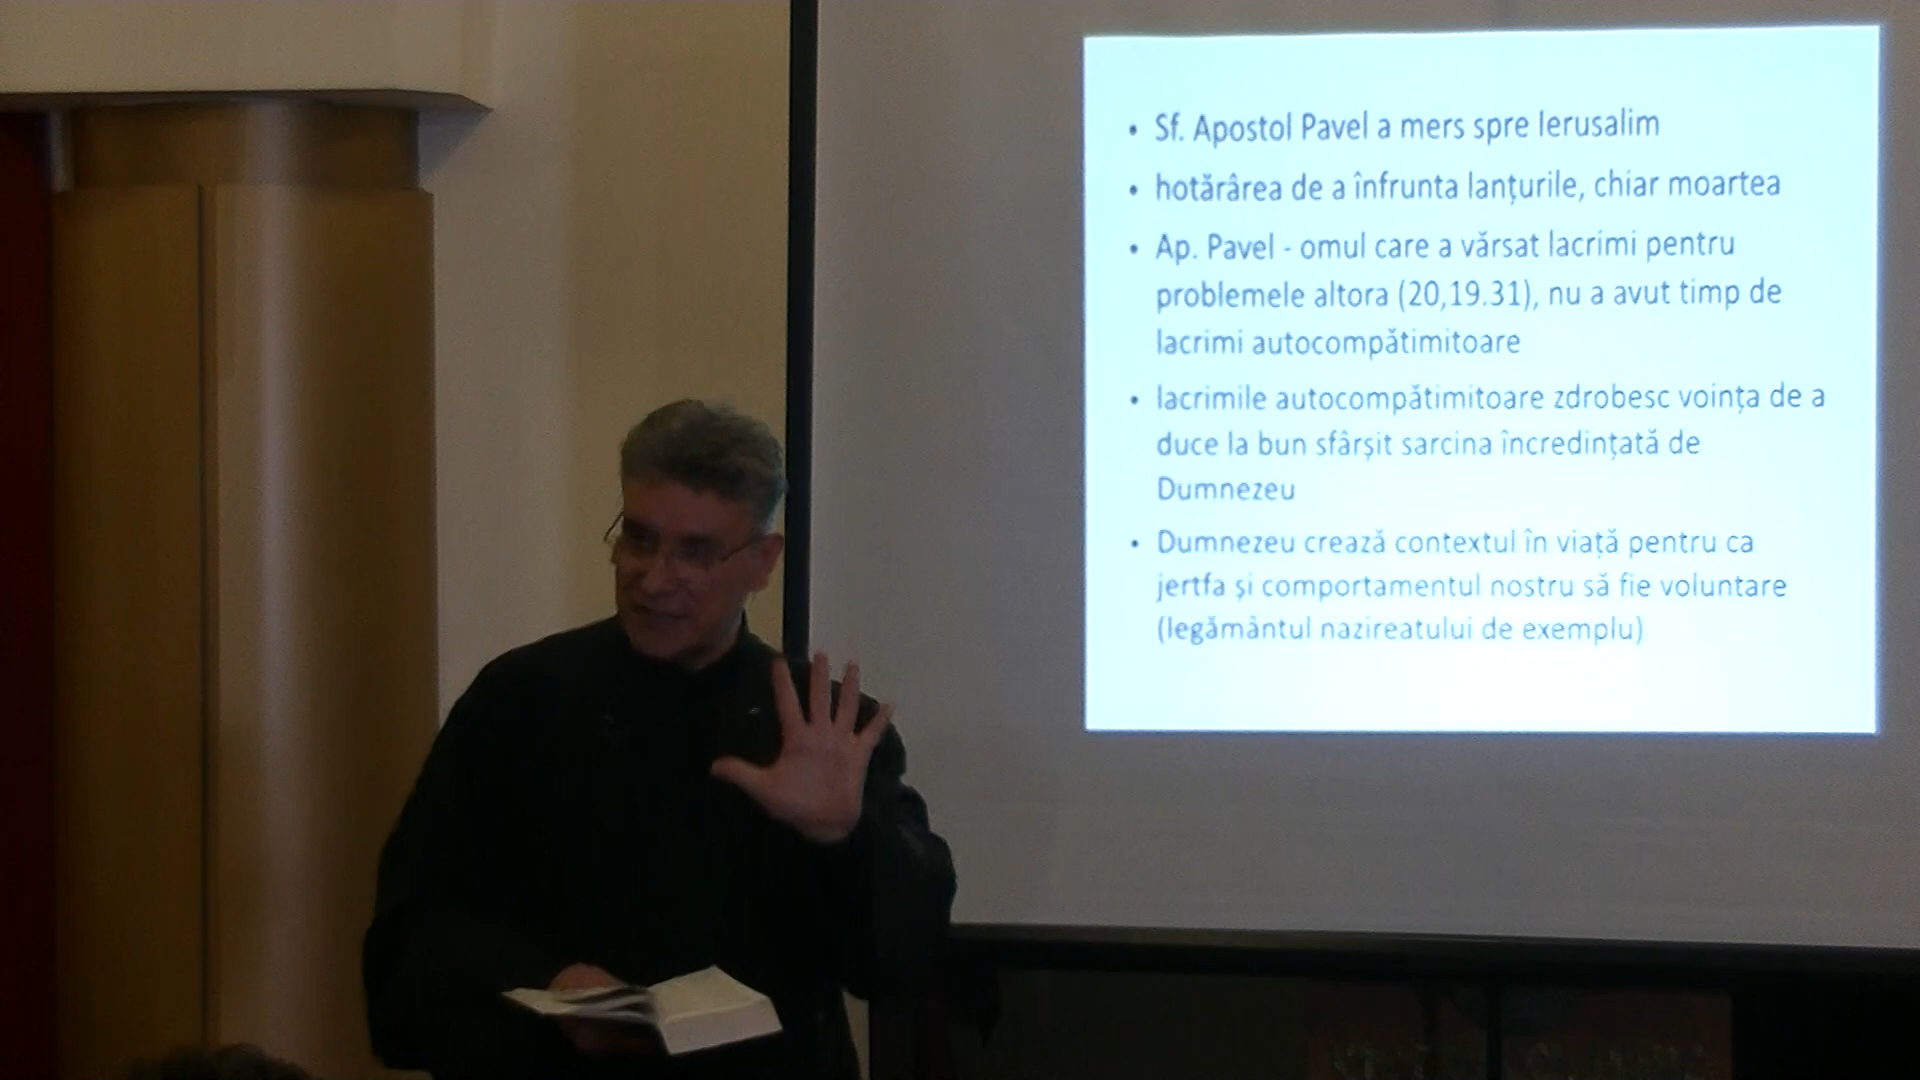 • Sf. Apostol Pavel a mers spre Ierusalim
• hotărârea de a înfrunta lanțurile, chiar moartea
• Ap. Pavel - omul care a vărsat lacrimi pentru
problemele altora (20,19.31), nu a avut timp de
lacrimi autocompătimitoare
• lacrimile autocompătimitoare zdrobesc voința de a
duce la bun sfârșit sarcina încredințată de
Dumnezeu
• Dumnezeu crează contextul în viață pentru ca
jertfa și comportamentul nostru să fie voluntare
(legământul nazireatului de exemplu)